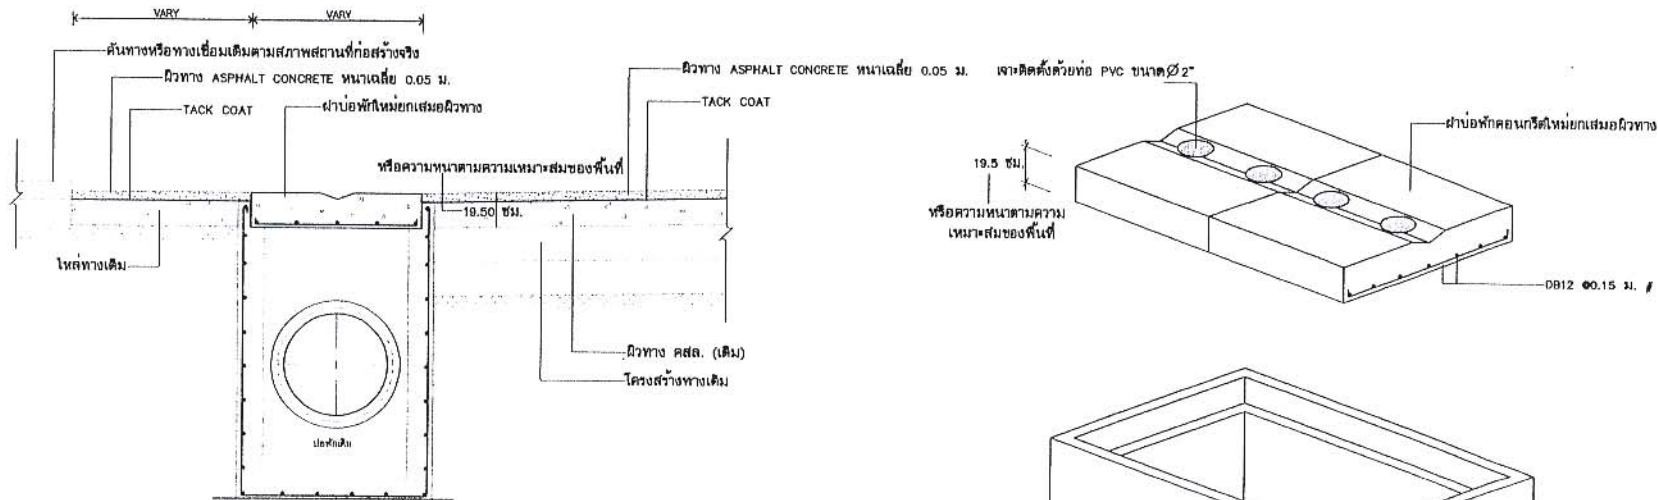 VARY
VARY
คันทางหรือทางเชื่อมเดิมตามสภาพสถานที่ก่อสร้างจริง
ผิวทาง ASPHALT CONCRETE หนาเฉลี่ย 0.05 ม.
TACK COAT
ฝาบ่อพักใหม่ยกเสมอผิวทาง
ผิวทาง ASPHALT CONCRETE หนาเฉลี่ย 0.05 ม.
TACK COAT
หรือความหนาตามความเหมาะสมของพื้นที่
19.50 ซม.
ไหล่ทางเดิม
ผิวทาง คสล. (เดิม)
โครงสร้างทางเดิม
บ่อพักเดิม
เจาะติดตั้งด้วยท่อ PVC ขนาดØ 2"
ฝาบ่อพักคอนกรีตใหม่ยกเสมอผิวทาง
19.5 ซม.
หรือความหนาตามความ
เหมาะสมของพื้นที่
DB12 @0.15 ม. #